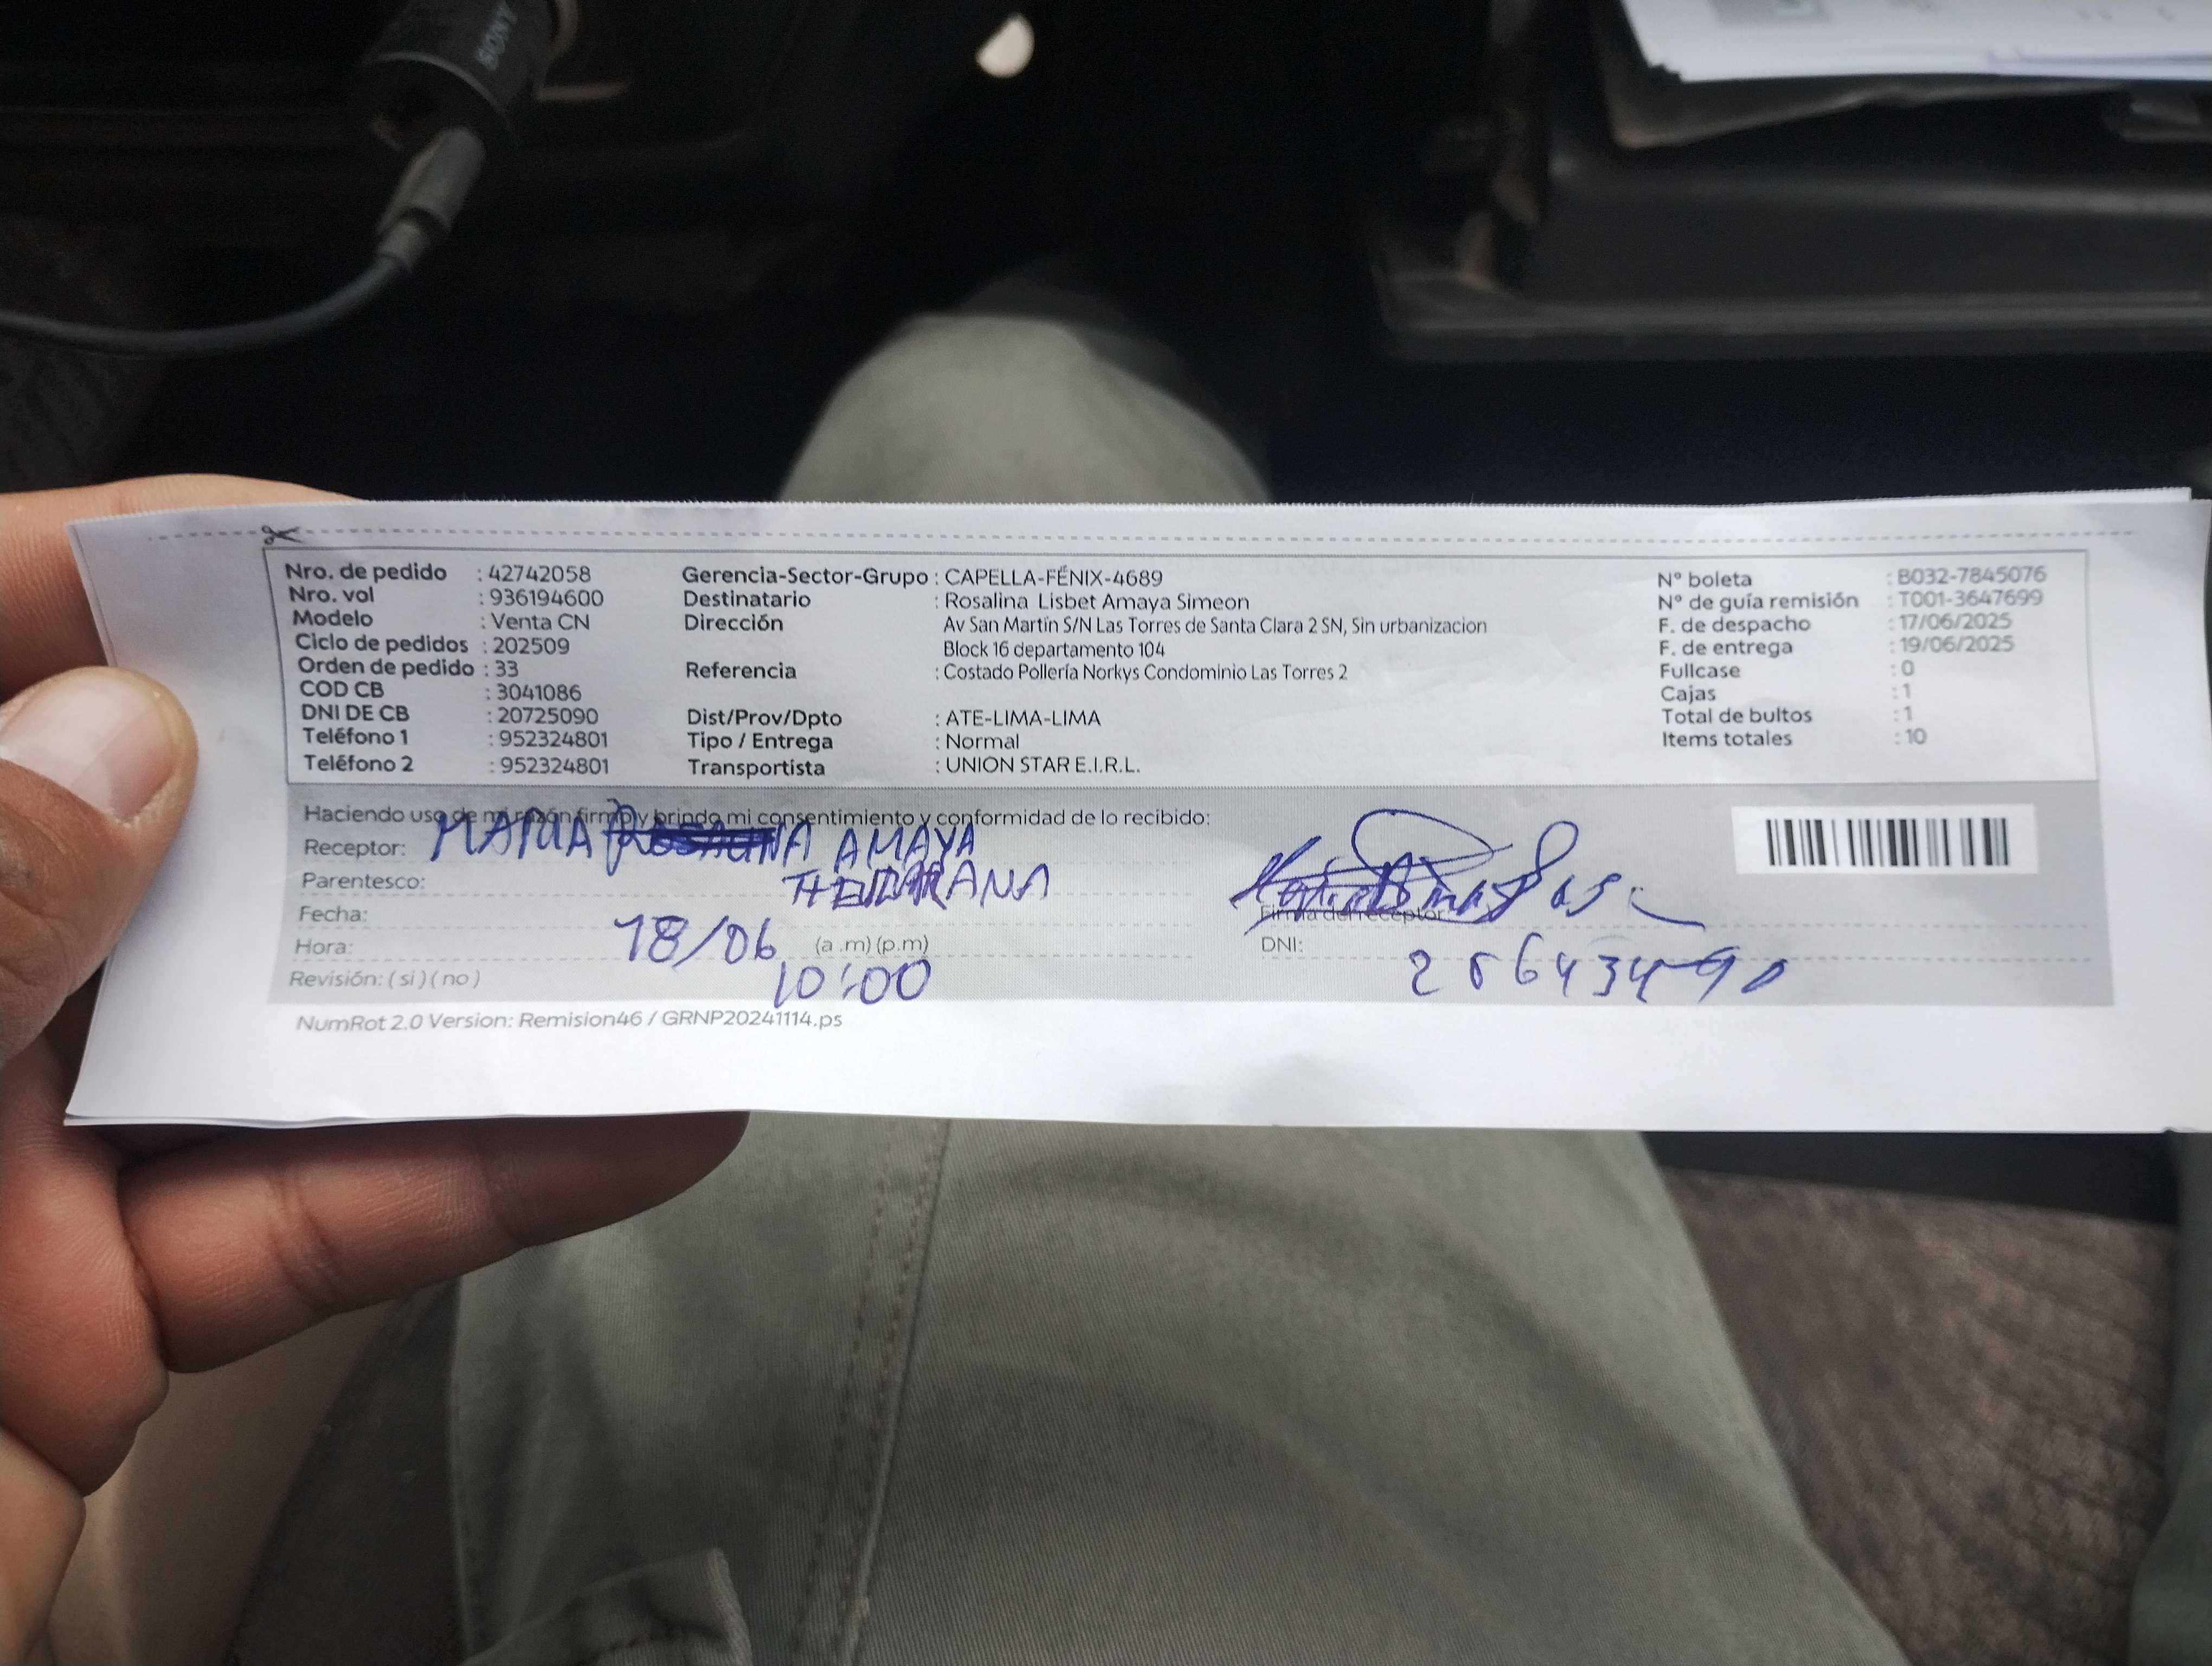 SONY
Nro. de pedido : 42742058
Nro. vol : 936194600
Modelo : Venta CN
Ciclo de pedidos : 202509
Orden de pedido : 33
COD CB : 3041086
DNI DE CB : 20725090
Teléfono 1 : 952324801
Teléfono 2 : 952324801
Gerencia-Sector-Grupo : CAPELLA-FÉNIX-4689
Destinatario : Rosalina Lisbet Amaya Simeon
Dirección Av San Martin S/N Las Torres de Santa Clara 2 SN, Sin urbanizacion
Block 16 departamento 104
Referencia : Costado Pollería Norkys Condominio Las Torres 2
Dist/Prov/Dpto : ATE-LIMA-LIMA
Tipo / Entrega : Normal
Transportista : UNION STAR E.I.R.L.
Nº boleta : B032-7845076
Nº de guía remisión : T001-3647699
F. de despacho : 17/06/2025
F. de entrega : 19/06/2025
Fullcase : 0
Cajas : 1
Total de bultos : 1
Items totales : 10
Haciendo uso de mi razón firmo y brindo mi consentimiento y conformidad de lo recibido:
Receptor: MARIA AMAYA
Parentesco: HERMANA
Fecha: 18/06
Hora: 10:00 (a .m) (p.m)
Revisión: ( si ) ( no )
Firma del receptor
DNI:
NumRot 2.0 Version: Remision46 / GRNP20241114.ps